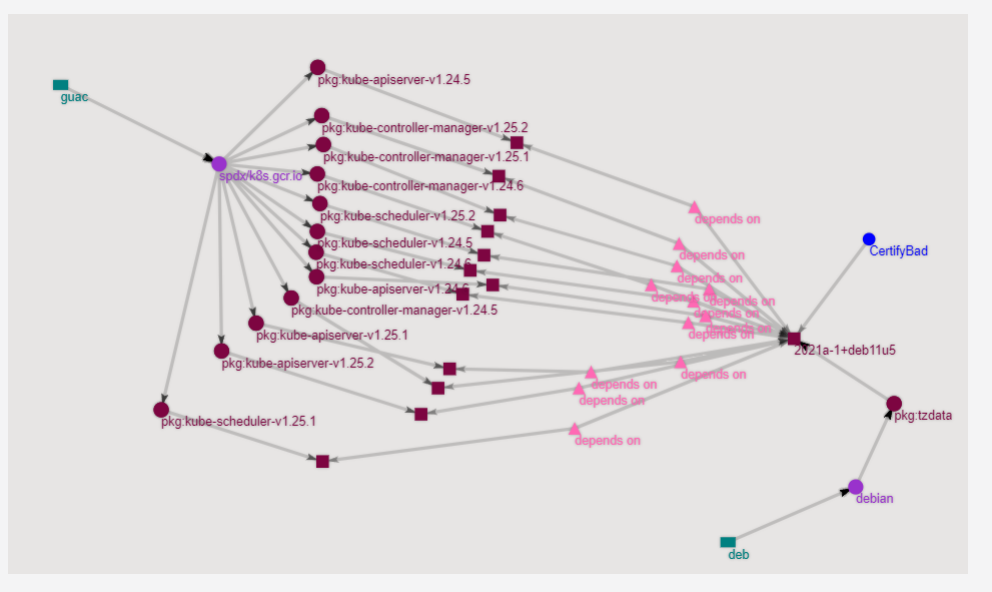 pkg:kube-apiserver-v1.24.5
guac
pkg:kube-controller-manager-v1.25.2
pkg:kube-controller-manager-v1.25.1
spdx/k8s.gcr.io
pkg:kube-controller-manager-v1.24.6
pkg:kube-scheduler-v1.25.2
depends on
pkg:kube-scheduler-v1.24.5
CertifyBad
depends on
pkg:kube-scheduler-v1.24.6
depends on
pkg:kube-apiserver-v1.24.6
depends on
depends on
pkg:kube-controller-manager-v1.24.5
depends on
depends on
pkg:kube-apiserver-v1.25.1
depends on
2021a-1+deb11u5
pkg:kube-apiserver-v1.25.2
depends on
depends on
depends on
pkg:kube-scheduler-v1.25.1
pkg:tzdata
depends on
debian
deb